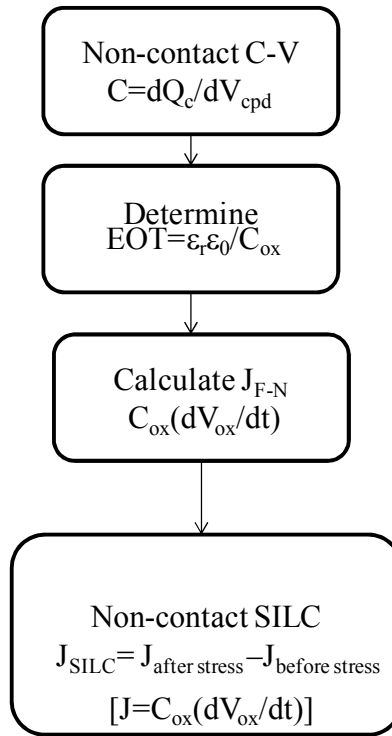 Non-contact C-V
C=dQ_c/dV_cpd
Determine
EOT=ε_rε_0/C_ox
Calculate J_F-N
C_ox(dV_ox/dt)
Non-contact SILC
J_SILC= J_after stress–J_before stress
[J=C_ox(dV_ox/dt)]